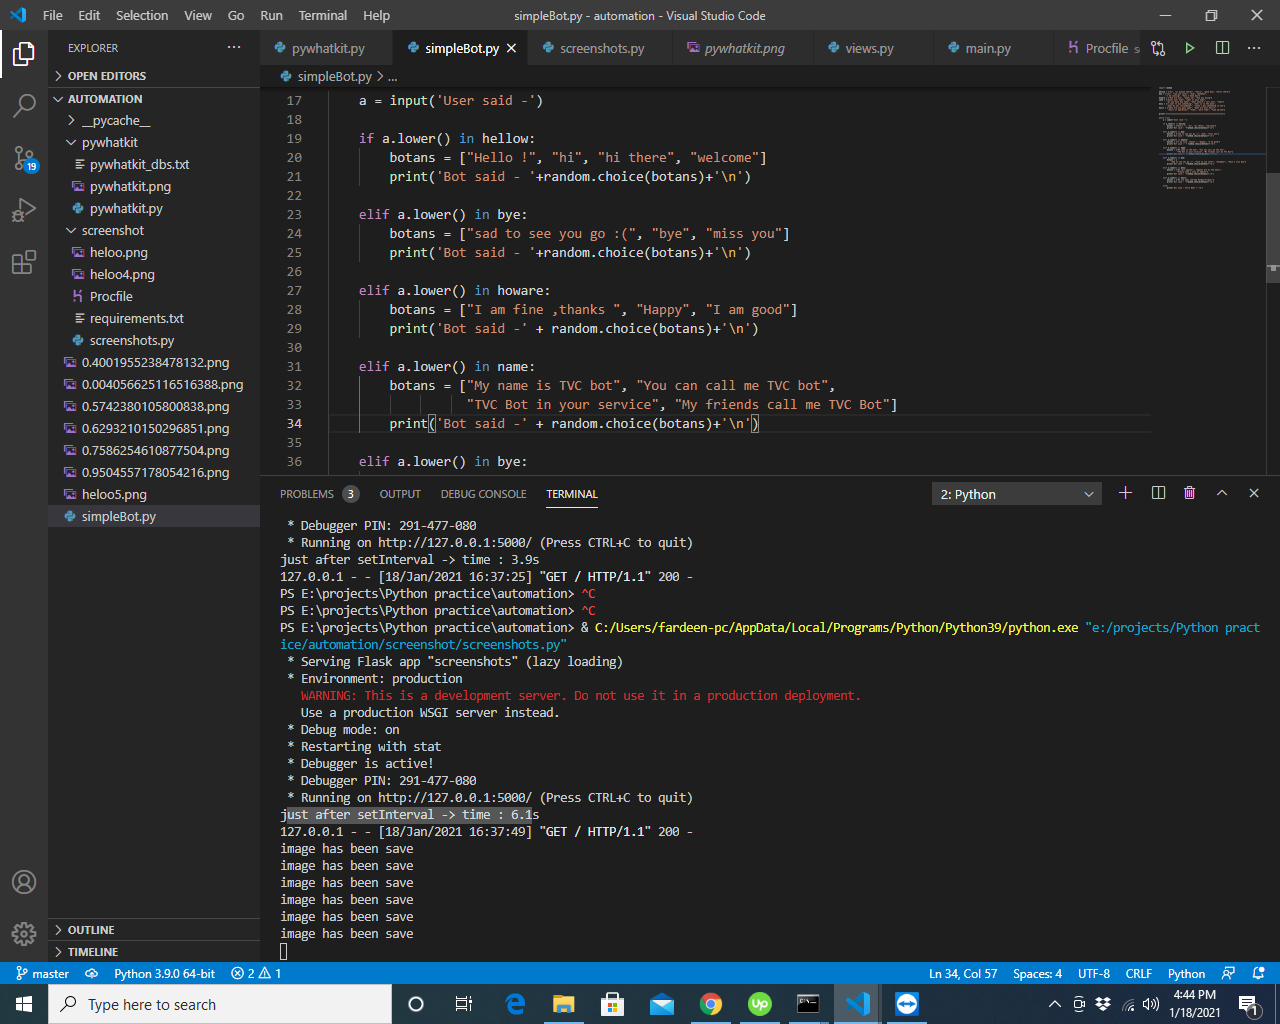 File Edit Selection View Go Run Terminal Help simpleBot.py - automation - Visual Studio Code
EXPLORER ...
OPEN EDITORS
AUTOMATION
__pycache__
pywhatkit
pywhatkit_dbs.txt
pywhatkit.png
pywhatkit.py
screenshot
heloo.png
heloo4.png
Procfile
requirements.txt
screenshots.py
0.4001955238478132.png
0.004056625116516388.png
0.5742380105800838.png
0.6293210150296851.png
0.7586254610877504.png
0.9504557178054216.png
heloo5.png
simpleBot.py
OUTLINE
TIMELINE
19
pywhatkit.py simpleBot.py screenshots.py pywhatkit.png views.py main.py Procfile s
simpleBot.py > ...
17 a = input('User said -')
18
19 if a.lower() in hellow:
20 botans = ["Hello !", "hi", "hi there", "welcome"]
21 print('Bot said - '+random.choice(botans)+'\n')
22
23 elif a.lower() in bye:
24 botans = ["sad to see you go :(", "bye", "miss you"]
25 print('Bot said - '+random.choice(botans)+'\n')
26
27 elif a.lower() in howare:
28 botans = ["I am fine ,thanks ", "Happy", "I am good"]
29 print('Bot said -' + random.choice(botans)+'\n')
30
31 elif a.lower() in name:
32 botans = ["My name is TVC bot", "You can call me TVC bot",
33 "TVC Bot in your service", "My friends call me TVC Bot"]
34 print('Bot said -' + random.choice(botans)+'\n')
35
36 elif a.lower() in bye:
PROBLEMS 3 OUTPUT DEBUG CONSOLE TERMINAL 2: Python
* Debugger PIN: 291-477-080
* Running on http://127.0.0.1:5000/ (Press CTRL+C to quit)
just after setInterval -> time : 3.9s
127.0.0.1 - - [18/Jan/2021 16:37:25] "GET / HTTP/1.1" 200 -
PS E:\projects\Python practice\automation> ^C
PS E:\projects\Python practice\automation> ^C
PS E:\projects\Python practice\automation> & C:/Users/fardeen-pc/AppData/Local/Programs/Python/Python39/python.exe "e:/projects/Python pract
ice/automation/screenshot/screenshots.py"
* Serving Flask app "screenshots" (lazy loading)
* Environment: production
WARNING: This is a development server. Do not use it in a production deployment.
Use a production WSGI server instead.
* Debug mode: on
* Restarting with stat
* Debugger is active!
* Debugger PIN: 291-477-080
* Running on http://127.0.0.1:5000/ (Press CTRL+C to quit)
just after setInterval -> time : 6.1s
127.0.0.1 - - [18/Jan/2021 16:37:49] "GET / HTTP/1.1" 200 -
image has been save
image has been save
image has been save
image has been save
image has been save
image has been save
master Python 3.9.0 64-bit 2 1 Ln 34, Col 57 Spaces: 4 UTF-8 CRLF Python
Type here to search
Up
4:44 PM
1/18/2021
1